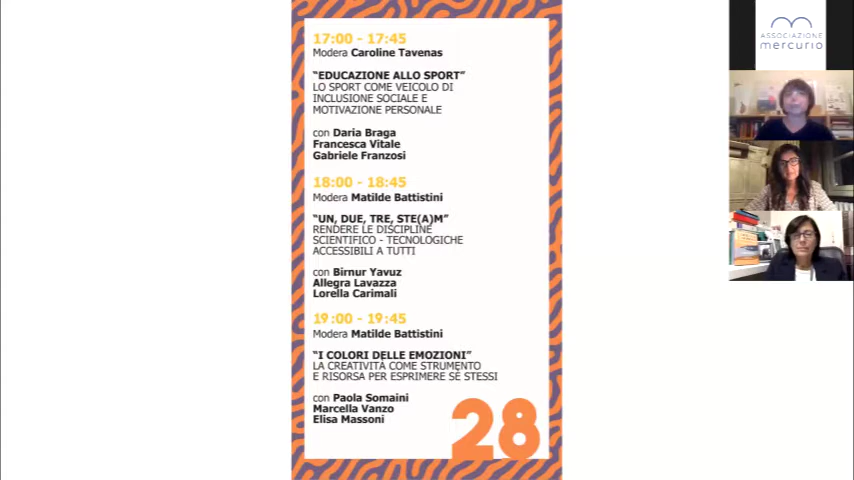 17:00 - 17:45
Modera Caroline Tavenas
“EDUCAZIONE ALLO SPORT”
LO SPORT COME VEICOLO DI
INCLUSIONE SOCIALE E
MOTIVAZIONE PERSONALE
con Daria Braga
Francesca Vitale
Gabriele Franzosi
18:00 - 18:45
Modera Matilde Battistini
“UN, DUE, TRE, STE(A)M”
RENDERE LE DISCIPLINE
SCIENTIFICO - TECNOLOGICHE
ACCESSIBILI A TUTTI
con Birnur Yavuz
Allegra Lavazza
Lorella Carimali
19:00 - 19:45
Modera Matilde Battistini
“I COLORI DELLE EMOZIONI”
LA CREATIVITÀ COME STRUMENTO
E RISORSA PER ESPRIMERE SÉ STESSI
con Paola Somaini
Marcella Vanzo
Elisa Massoni
28
ASSOCIAZIONE
mercurio